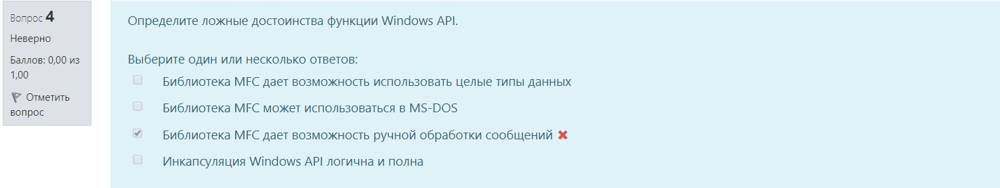 Вопрос 4
Неверно
Баллов: 0,00 из
1,00
Отметить
вопрос
Определите ложные достоинства функции Windows API.
Выберите один или несколько ответов:
Библиотека MFC дает возможность использовать целые типы данных
Библиотека MFC может использоваться в MS-DOS
Библиотека MFC дает возможность ручной обработки сообщений
Инкапсуляция Windows API логична и полна